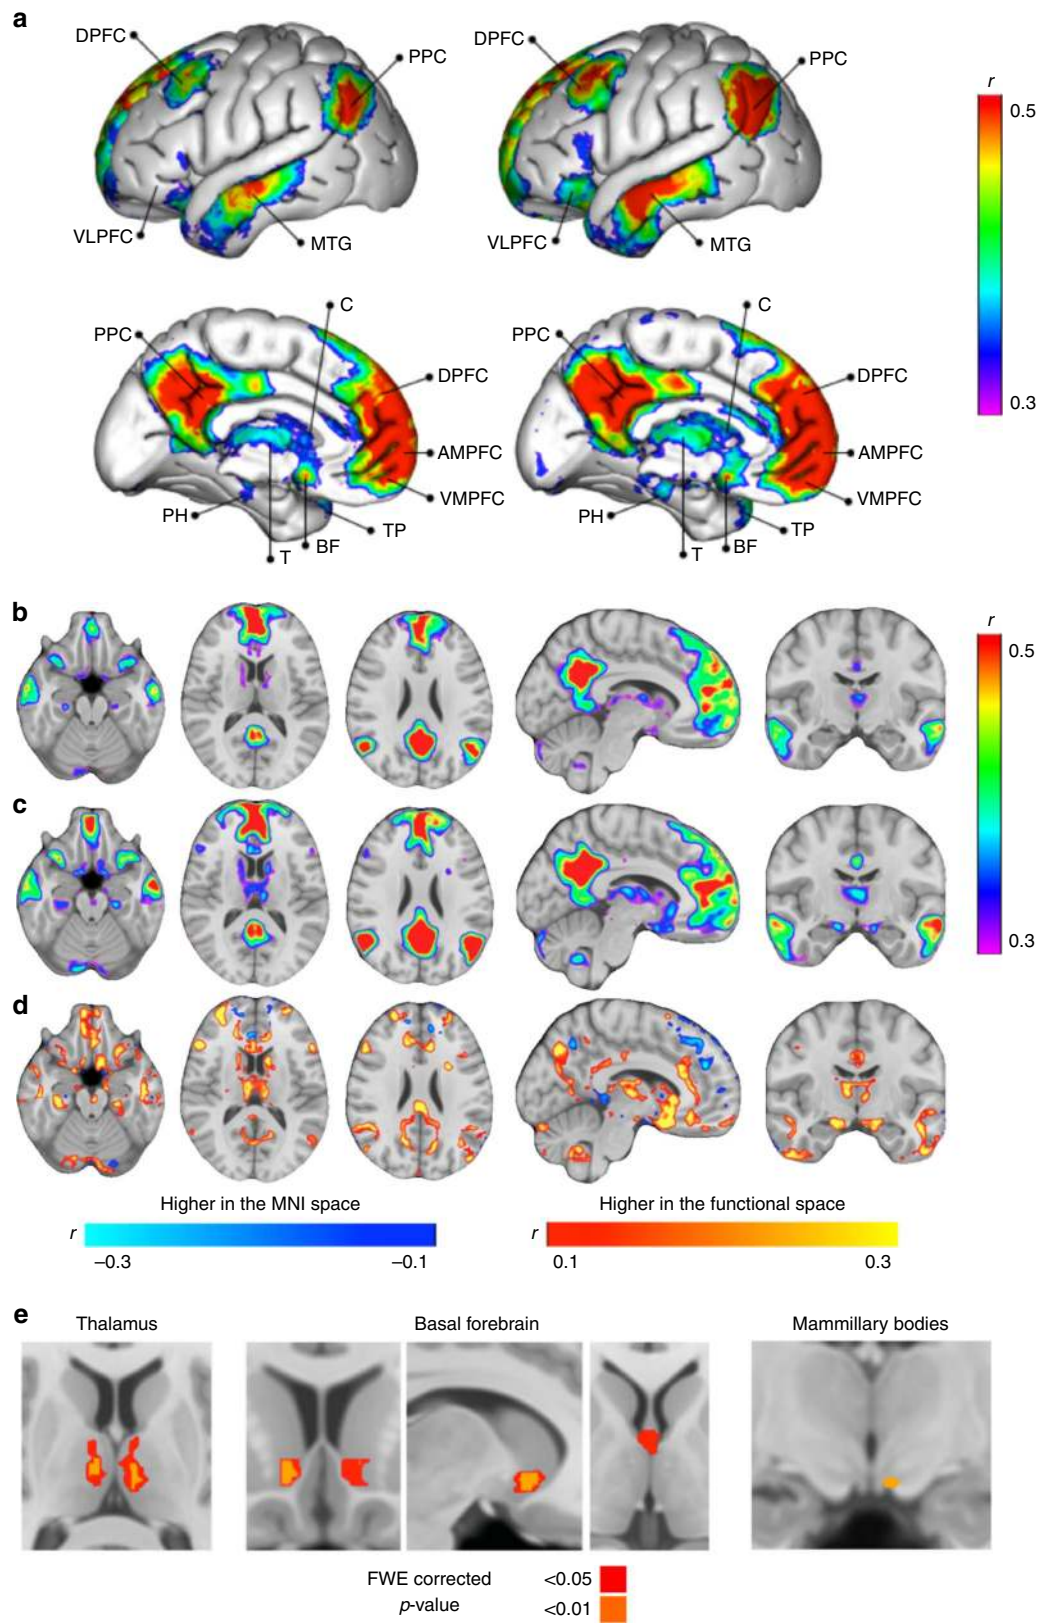 a
DPFC
PPC
VLPFC
MTG
DPFC
PPC
VLPFC
MTG
r
0.5
0.3
C
PPC
DPFC
AMPFC
VMPFC
PH
TP
BF
T
C
PPC
DPFC
AMPFC
VMPFC
PH
TP
BF
T
b
r
0.5
0.3
c
d
Higher in the MNI space
r
–0.3
–0.1
Higher in the functional space
r
0.1
0.3
e
Thalamus
Basal forebrain
Mammillary bodies
FWE corrected
p-value
<0.05
<0.01